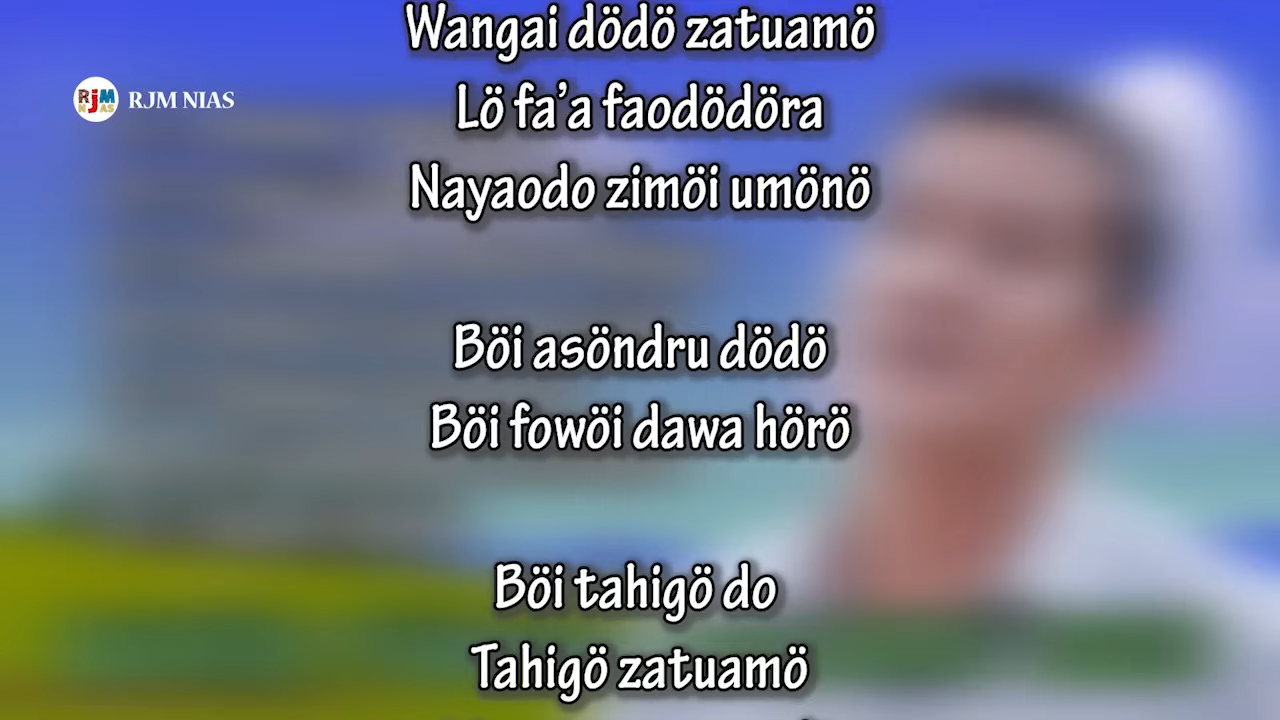 Wangai dödö zatuamö
RJM NIAS
Lö fa'a faodödöra
Nayaodo zimöi umönö
Böi asöndru dödö
Böi fowöi dawa hörö
Böi tahigö do
Tahigö zatuamö